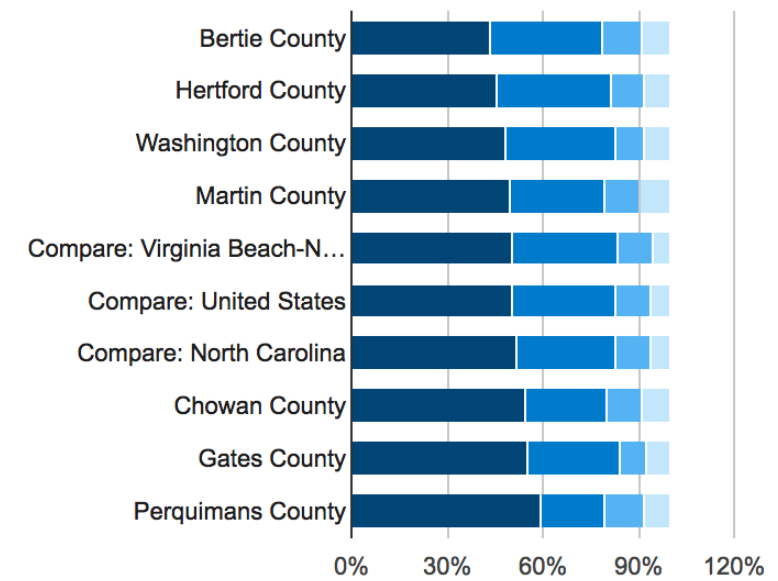 Bertie County
Hertford County
Washington County
Martin County
Compare: Virginia Beach-N…
Compare: United States
Compare: North Carolina
Chowan County
Gates County
Perquimans County
0% 30% 60% 90% 120%